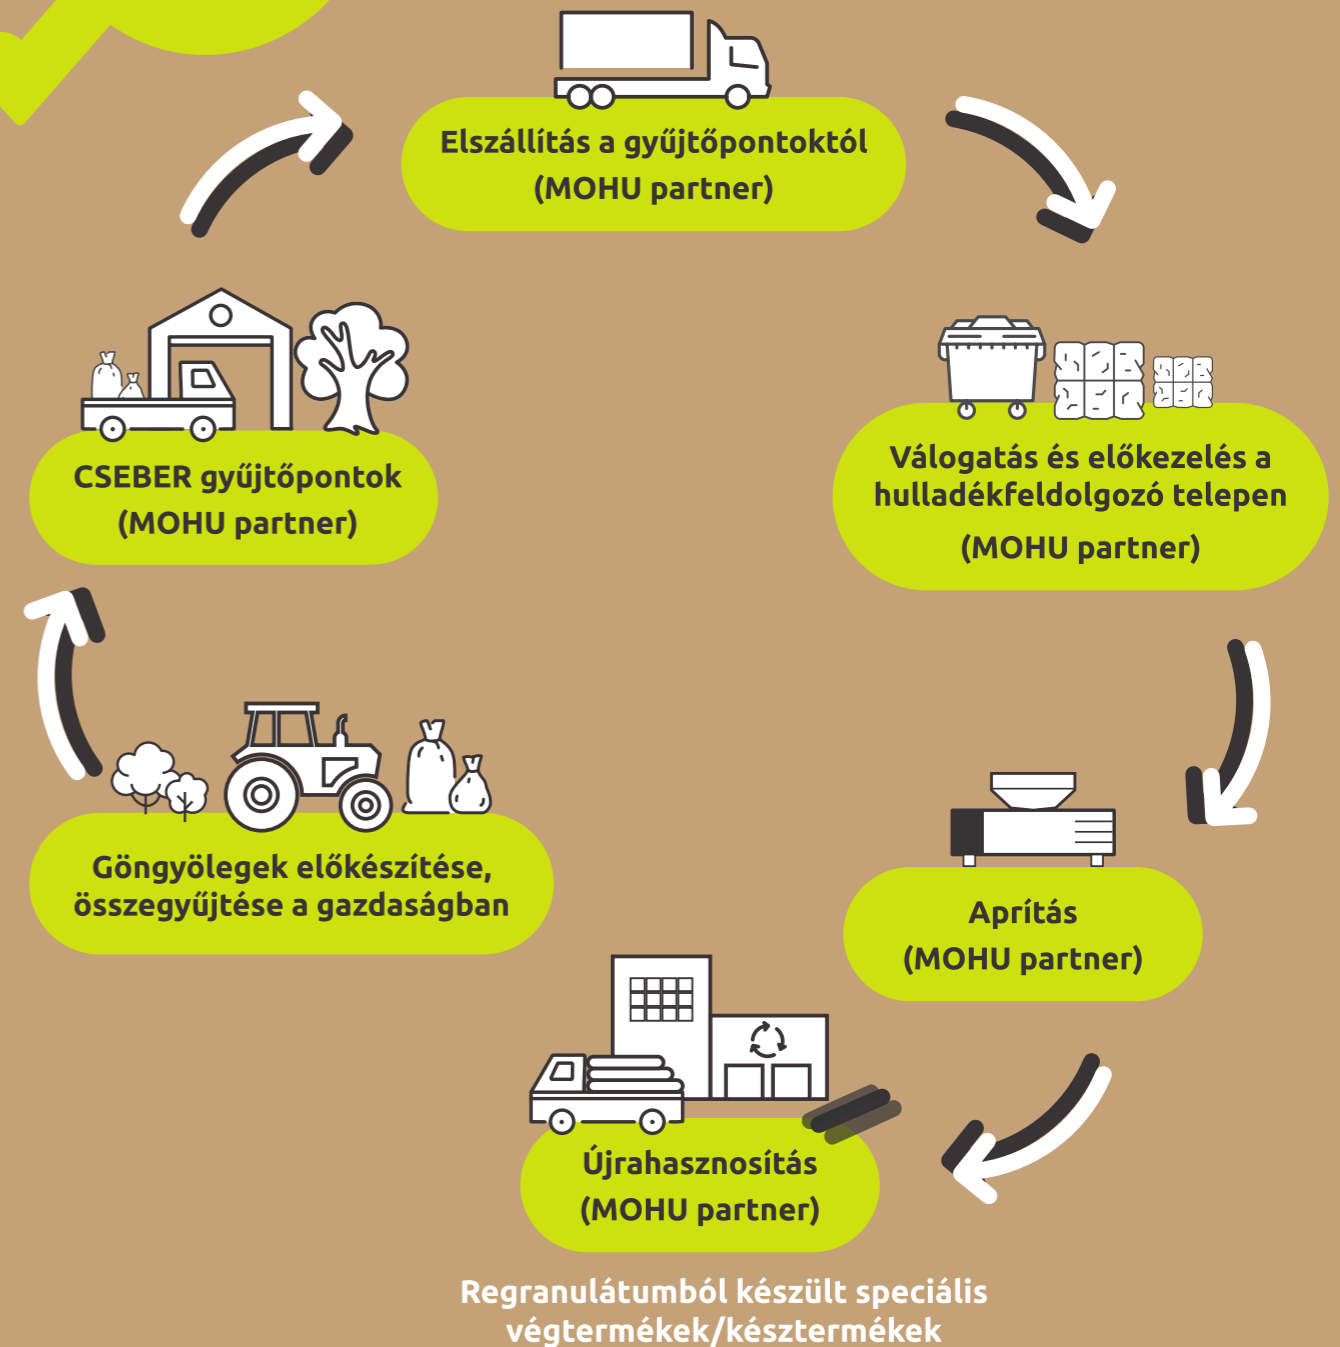 Elszállítás a gyűjtőpontoktól
(MOHU partner)
CSEBER gyűjtőpontok
(MOHU partner)
Válogatás és előkezelés a
hulladékfeldolgozó telepen
(MOHU partner)
Göngyölegek előkészítése,
összegyűjtése a gazdaságban
Aprítás
(MOHU partner)
Újrahasznosítás
(MOHU partner)
Regranulátumból készült speciális
végtermékek/késztermékek